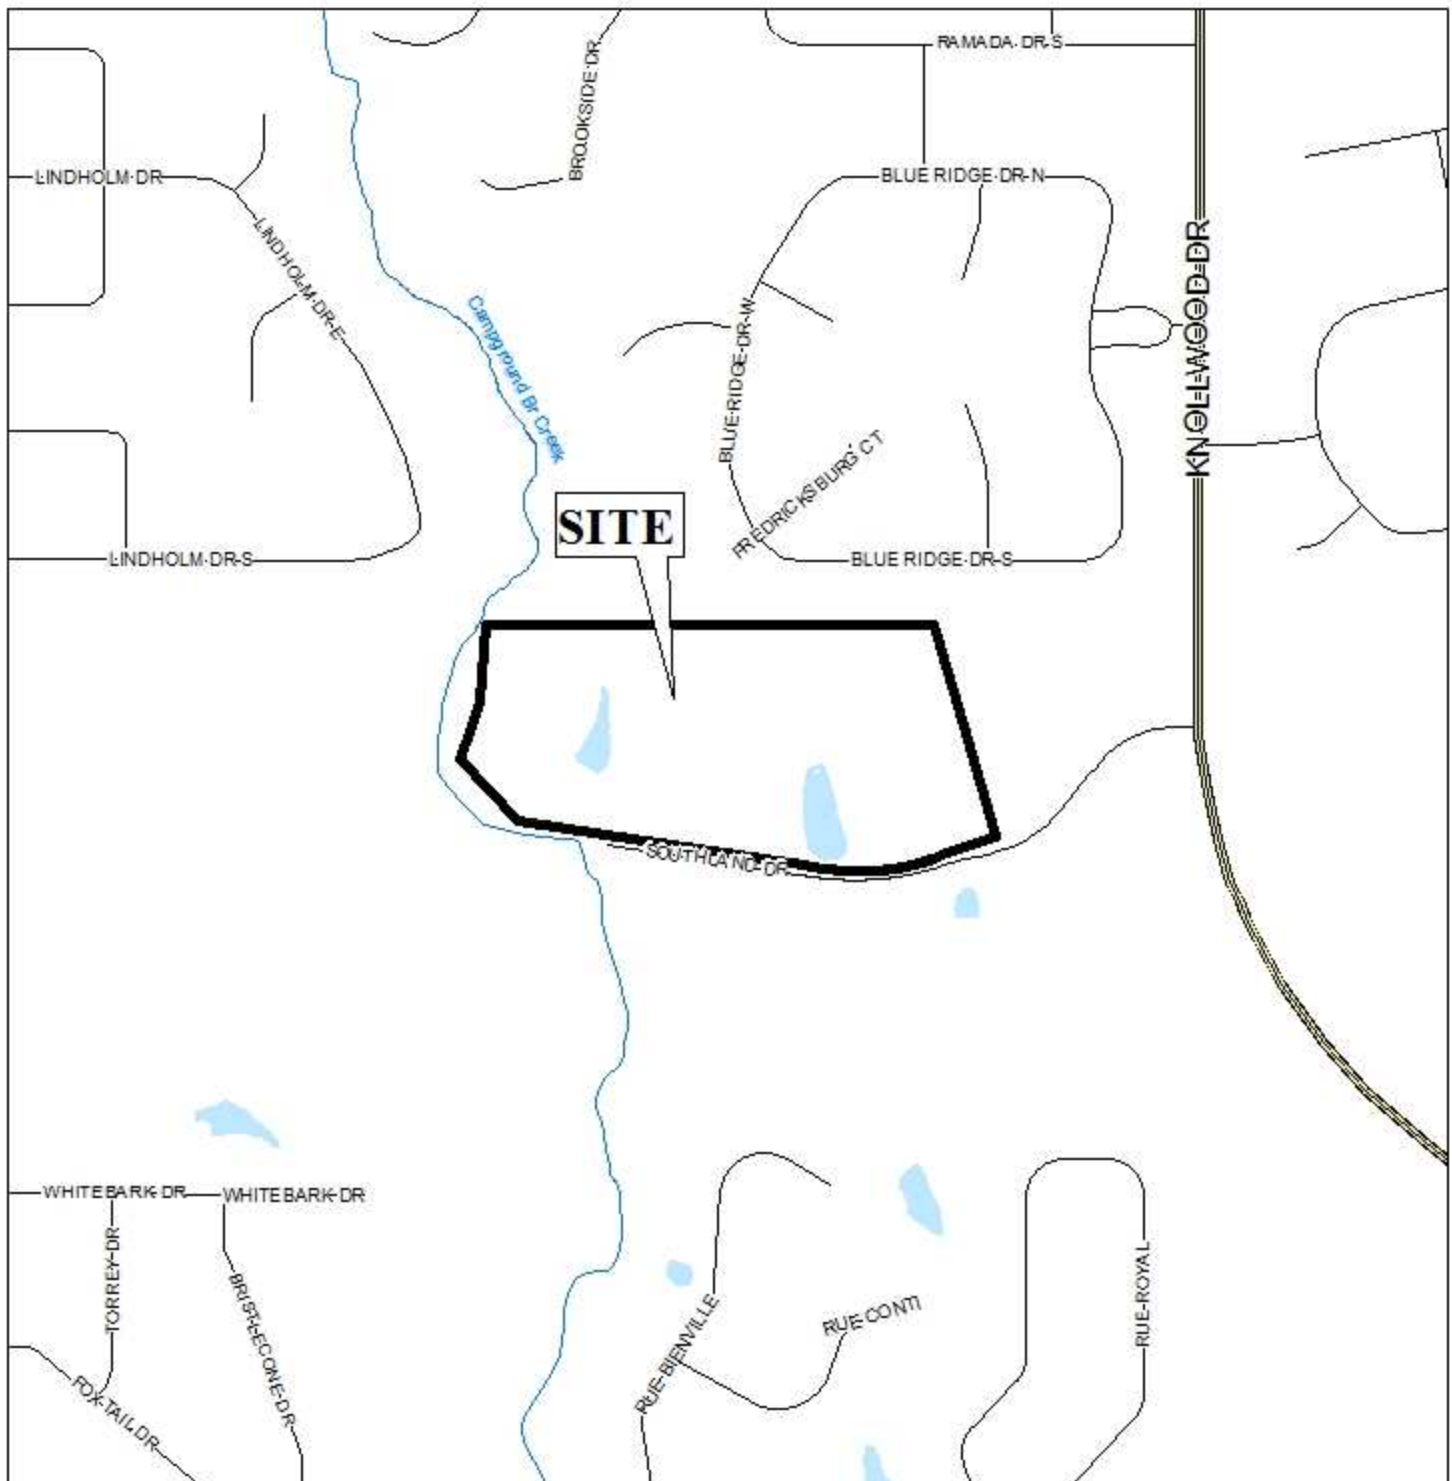 RAMADA DR S
BROOKSIDE DR
LINDHOLM DR
BLUE RIDGE DR N
LINDHOLM DR E
KNOLLWOOD DR
Campground Br Creek
BLUE RIDGE DR W
FREDRICKSBURG CT
SITE
LINDHOLM DR S
BLUE RIDGE DR S
SOUTHLAND DR
WHITEBARK DR
WHITEBARK DR
TORREY DR
BRISTLECONE DR
RUE ROYAL
RUE BIENVILLE
RUE CONTI
FOX TAIL DR